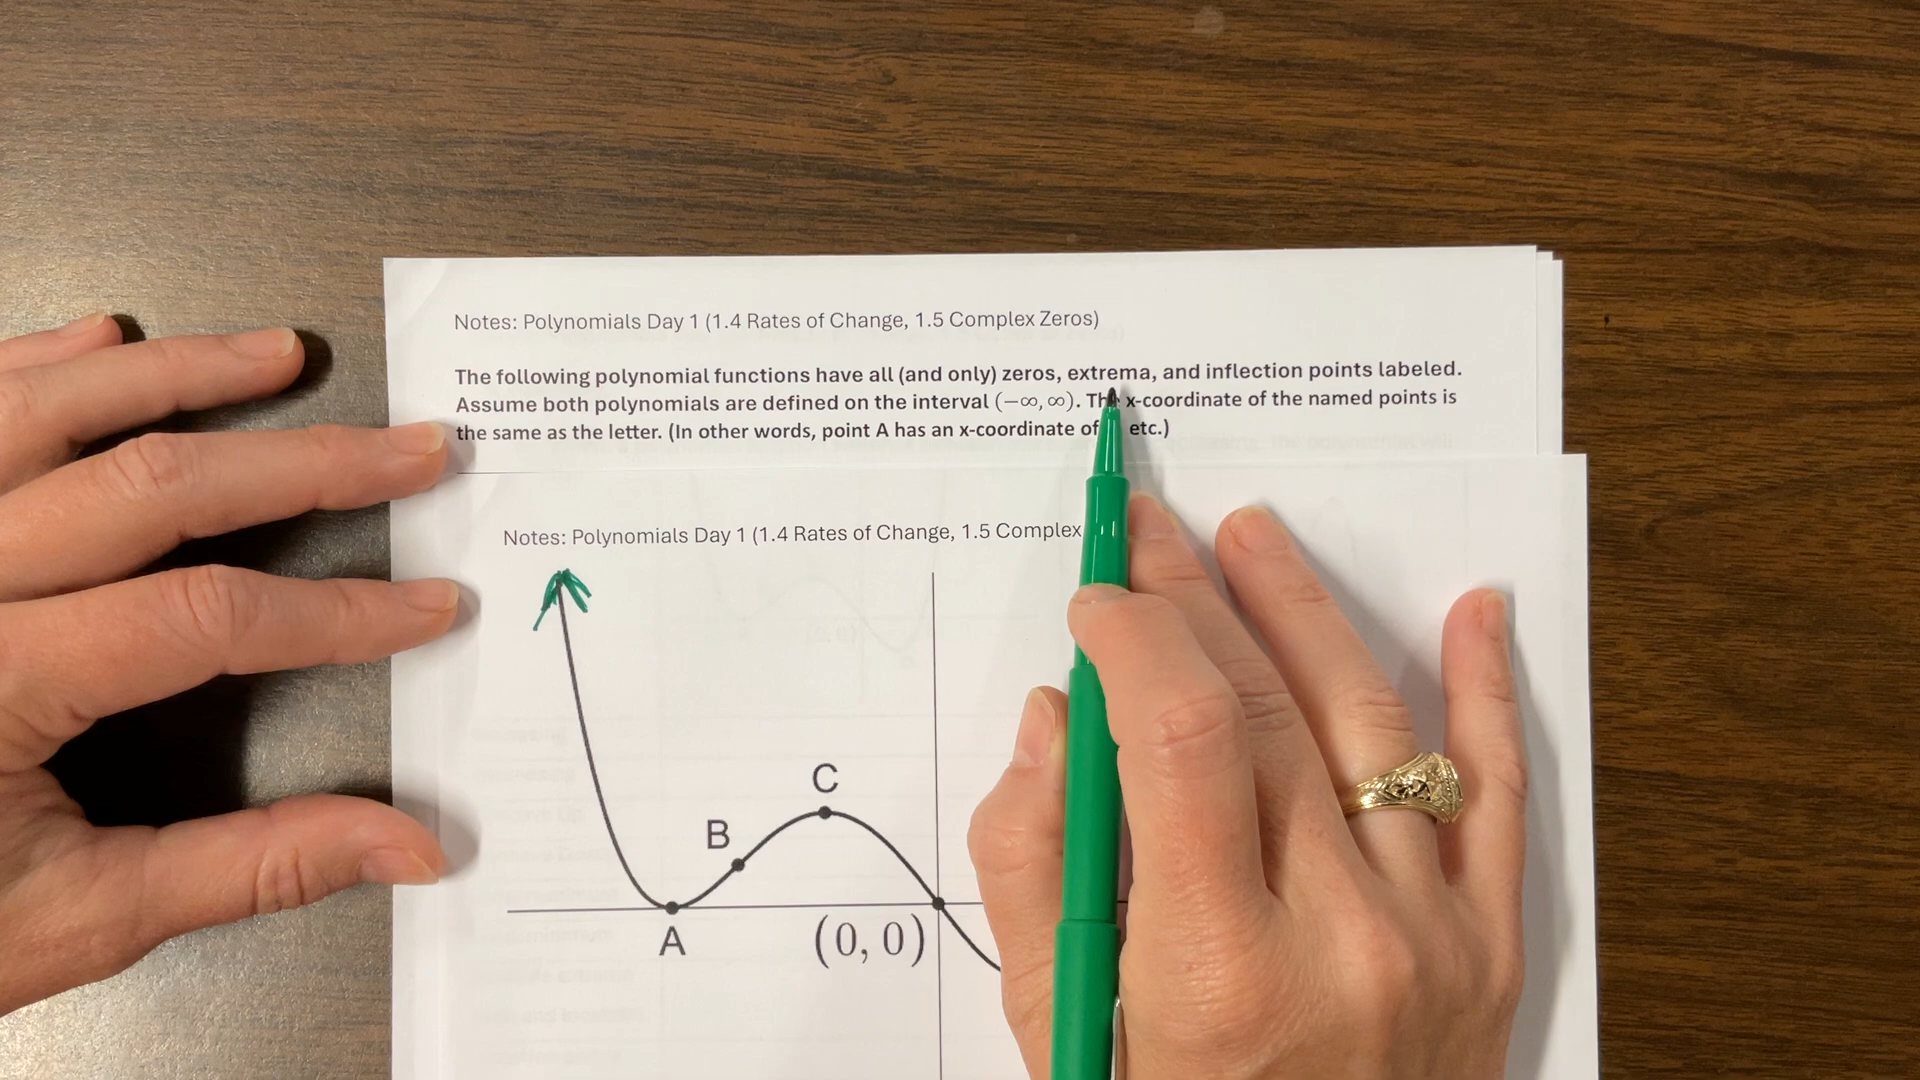 Notes: Polynomials Day 1 (1.4 Rates of Change, 1.5 Complex Zeros)
The following polynomial functions have all (and only) zeros, extrema, and inflection points labeled.
Assume both polynomials are defined on the interval (−∞, ∞). The x-coordinate of the named points is
the same as the letter. (In other words, point A has an x-coordinate of etc.)
Notes: Polynomials Day 1 (1.4 Rates of Change, 1.5 Complex
C
B
A
(0, 0)